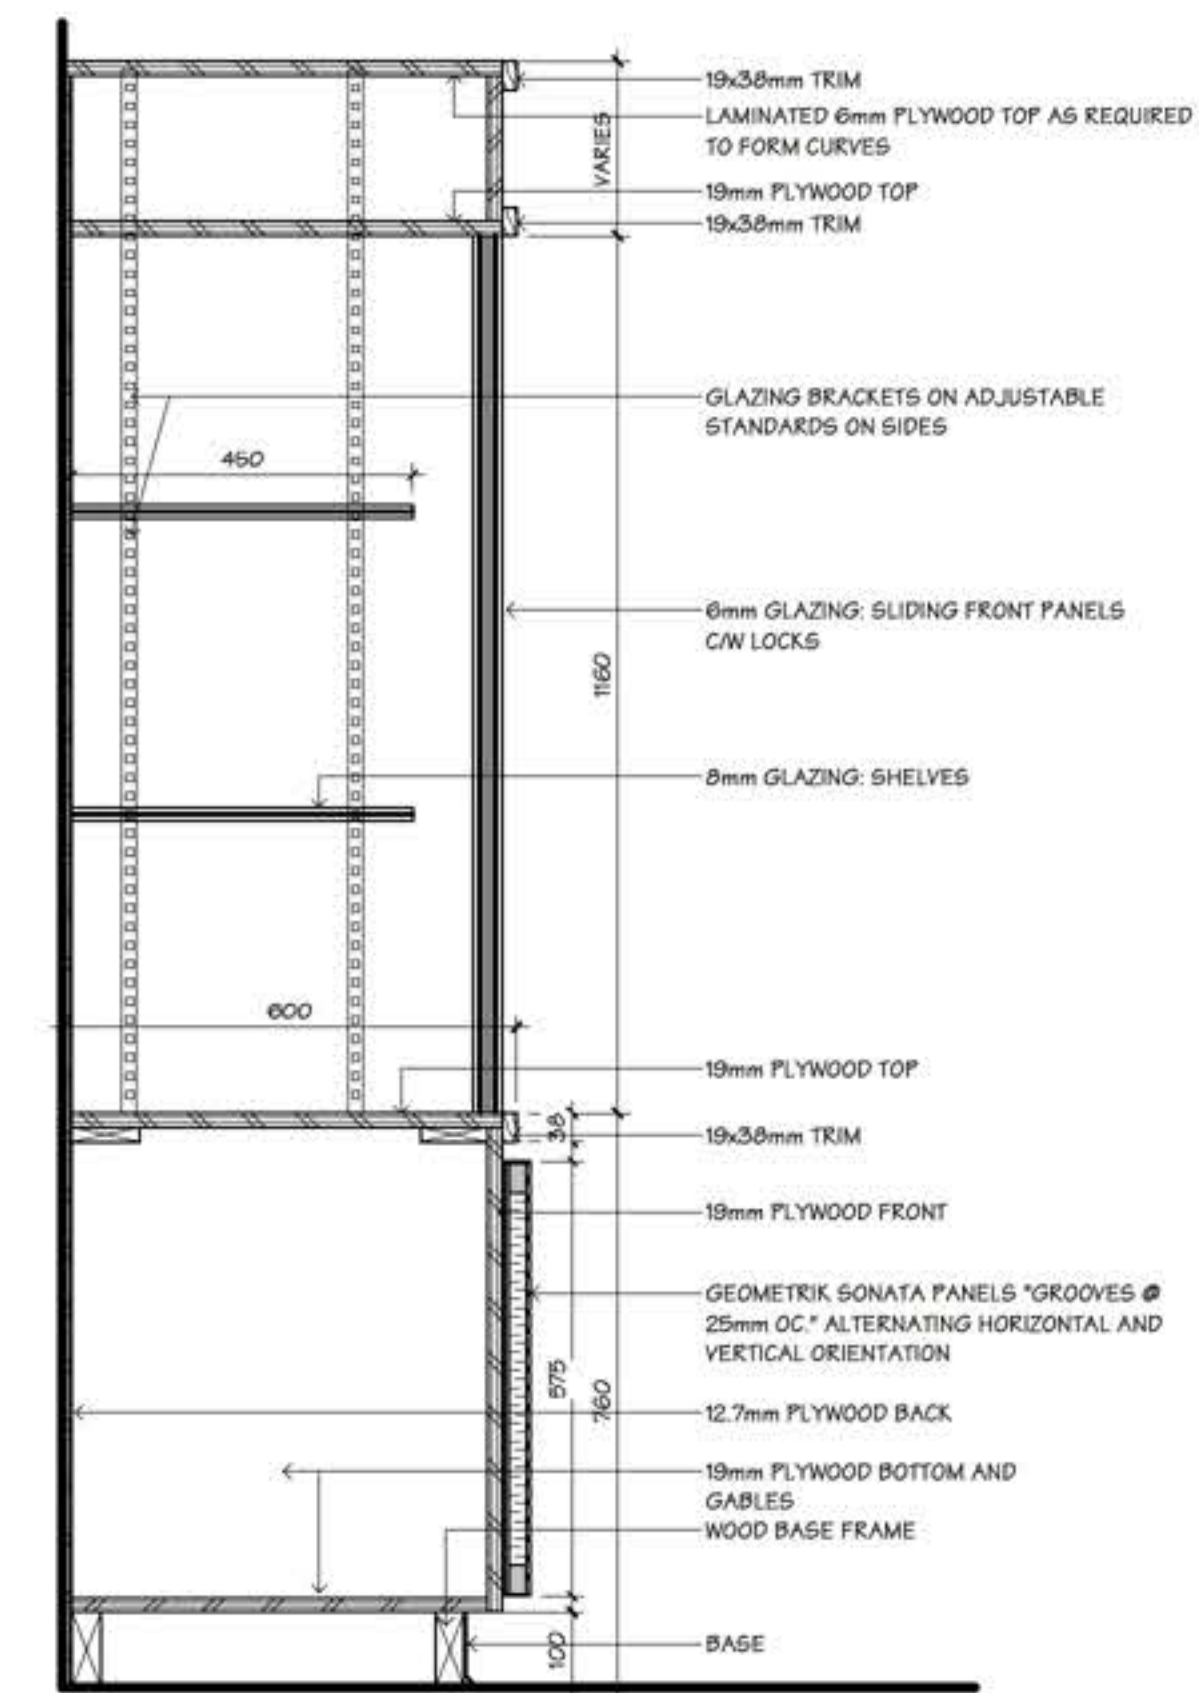 19x38mm TRIM
LAMINATED 6mm PLYWOOD TOP AS REQUIRED
TO FORM CURVES
VARIES
19mm PLYWOOD TOP
19x38mm TRIM
GLAZING BRACKETS ON ADJUSTABLE
STANDARDS ON SIDES
450
6mm GLAZING: SLIDING FRONT PANELS
C/W LOCKS
1160
8mm GLAZING: SHELVES
600
19mm PLYWOOD TOP
38
19x38mm TRIM
19mm PLYWOOD FRONT
GEOMETRIK SONATA PANELS "GROOVES @
25mm OC." ALTERNATING HORIZONTAL AND
VERTICAL ORIENTATION
575
760
12.7mm PLYWOOD BACK
19mm PLYWOOD BOTTOM AND
GABLES
WOOD BASE FRAME
100
BASE